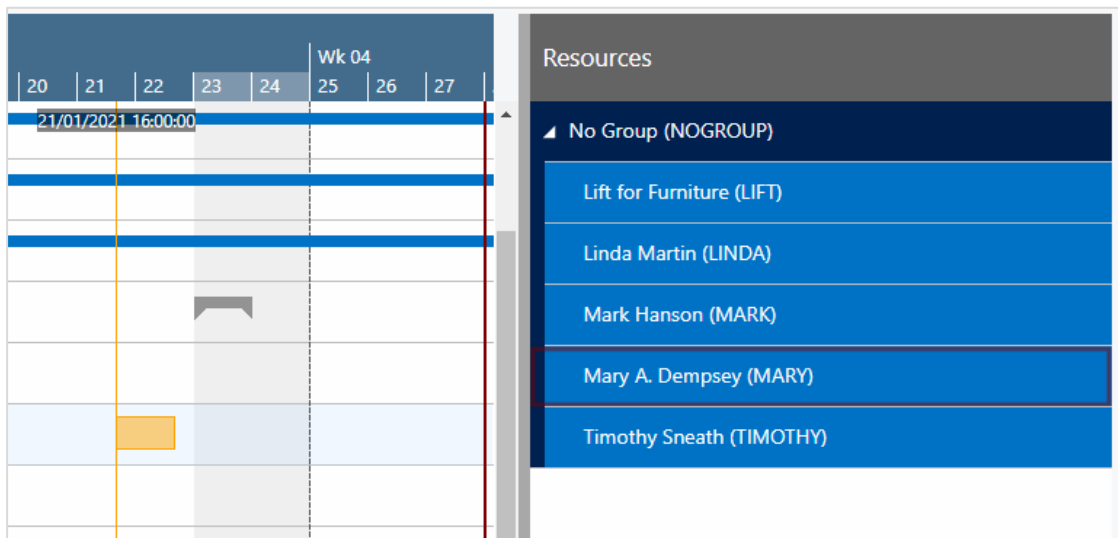 Wk 04
20 21 22 23 24 25 26 27
21/01/2021 16:00:00
Resources
No Group (NOGROUP)
Lift for Furniture (LIFT)
Linda Martin (LINDA)
Mark Hanson (MARK)
Mary A. Dempsey (MARY)
Timothy Sneath (TIMOTHY)